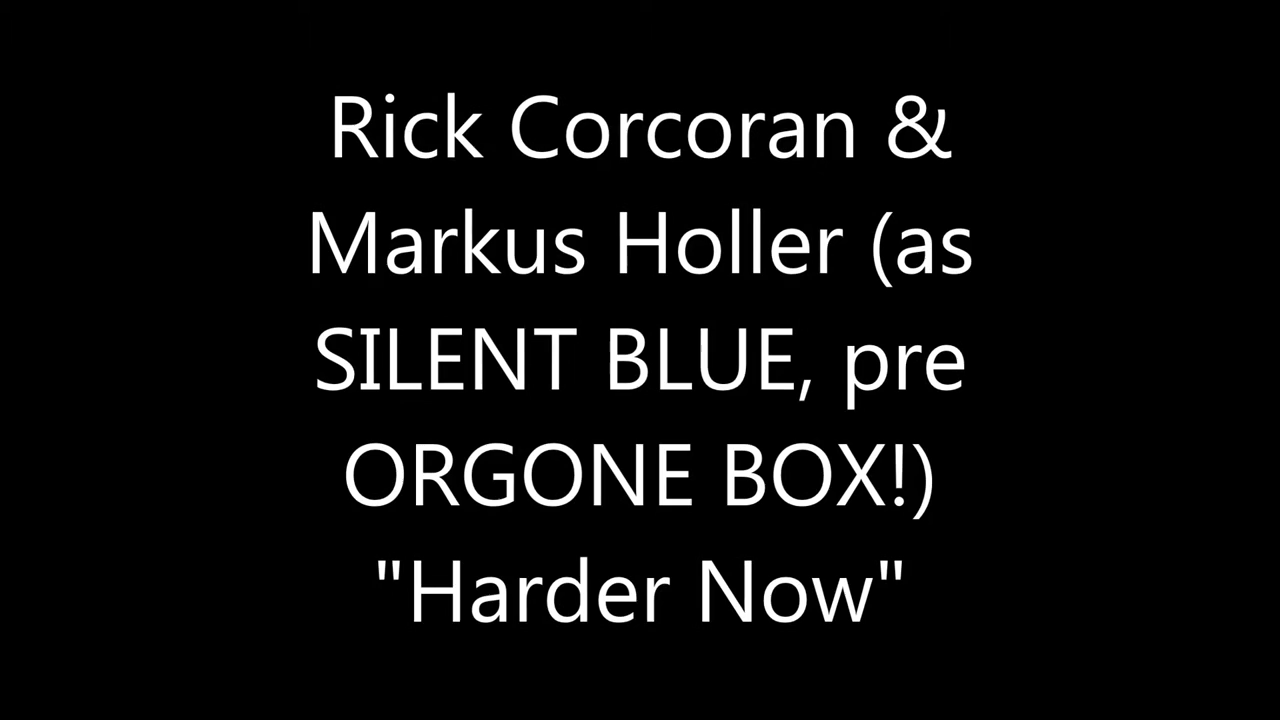 Rick Corcoran &
Markus Holler (as
SILENT BLUE, pre
ORGONE BOX!)
"Harder Now"